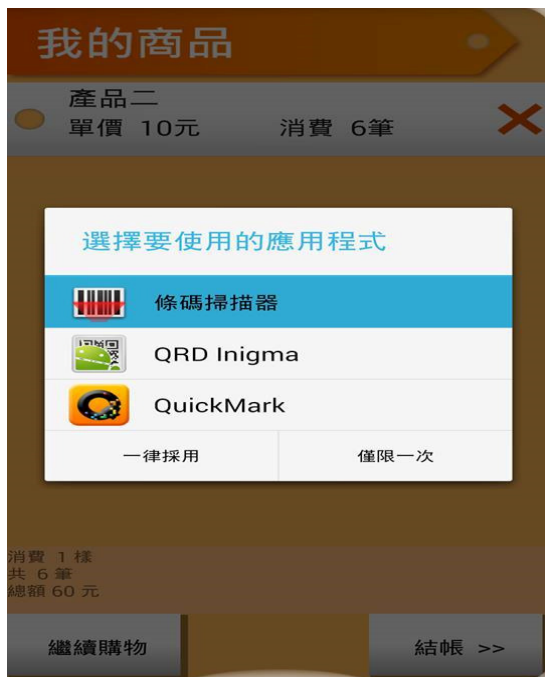 我的商品
產品二
單價 10元 消費 6筆
選擇要使用的應用程式
條碼掃描器
QRD Inigma
QuickMark
一律採用 僅限一次
消費 1 樣
共 6 筆
總額 60 元
繼續購物 結帳 >>